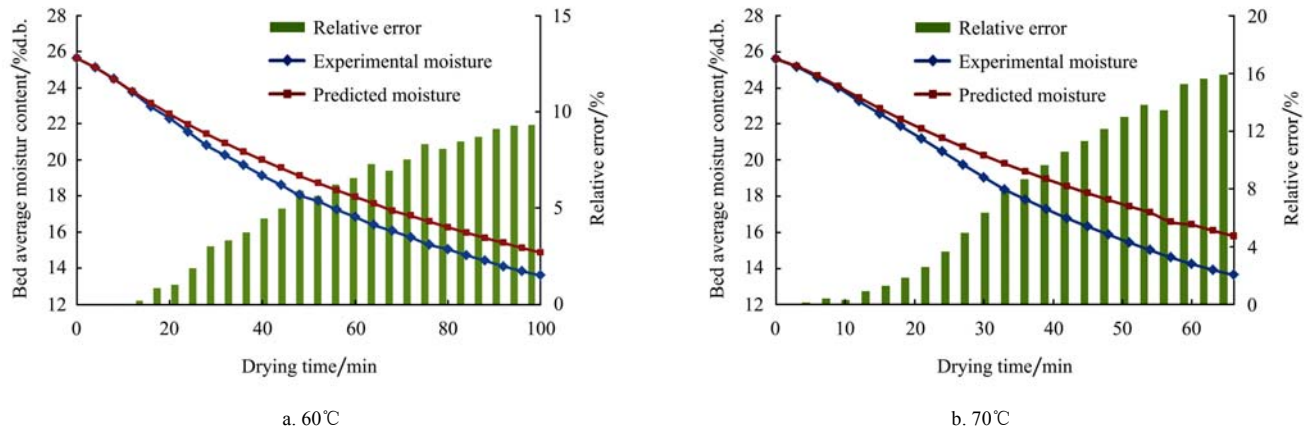 28
26
24
22
20
18
16
14
12
Bed average moistur content/%d.b.
15
10
5
0
Relative error/%
Relative error
Experimental moisture
Predicted moisture
0 20 40 60 80 100
Drying time/min
a. 60℃
28
26
24
22
20
18
16
14
12
Bed average moistur content/%d.b.
20
16
12
8
4
0
Relative error/%
Relative error
Experimental moisture
Predicted moisture
0 10 20 30 40 50 60
Drying time/min
b. 70℃